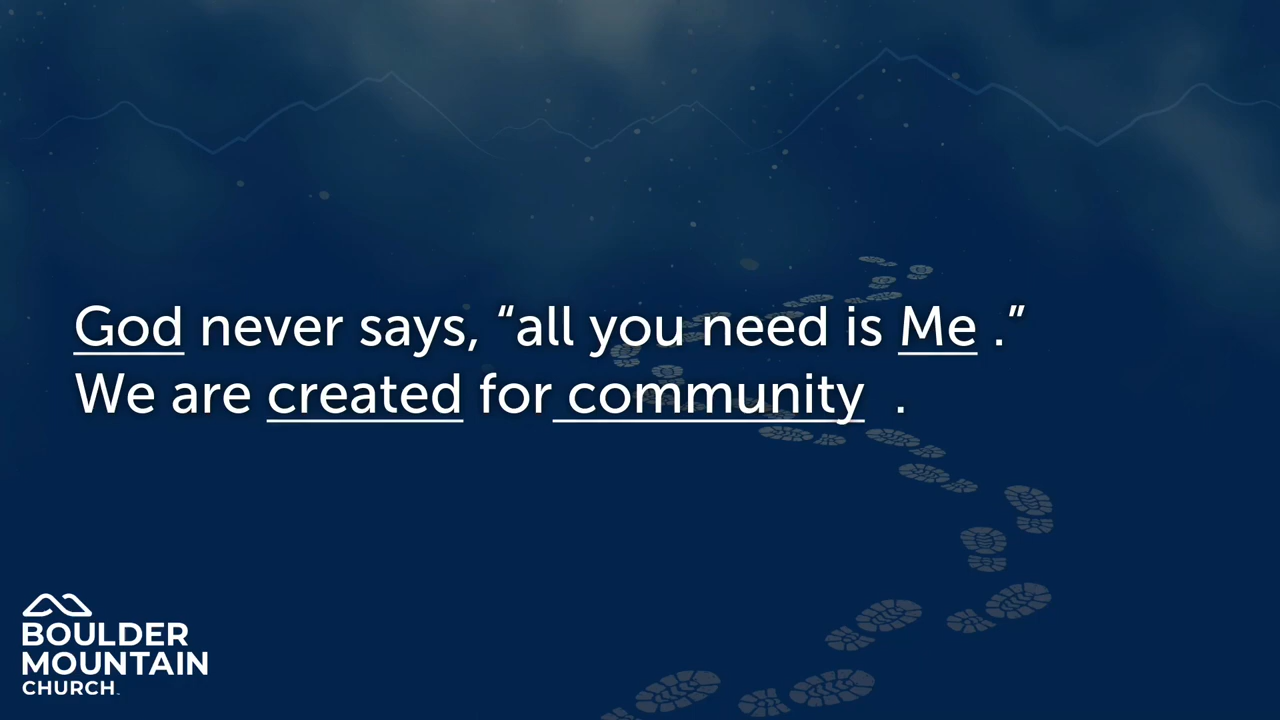 God never says, “all you need is Me .”
We are created for community .
BOULDER
MOUNTAIN
CHURCH